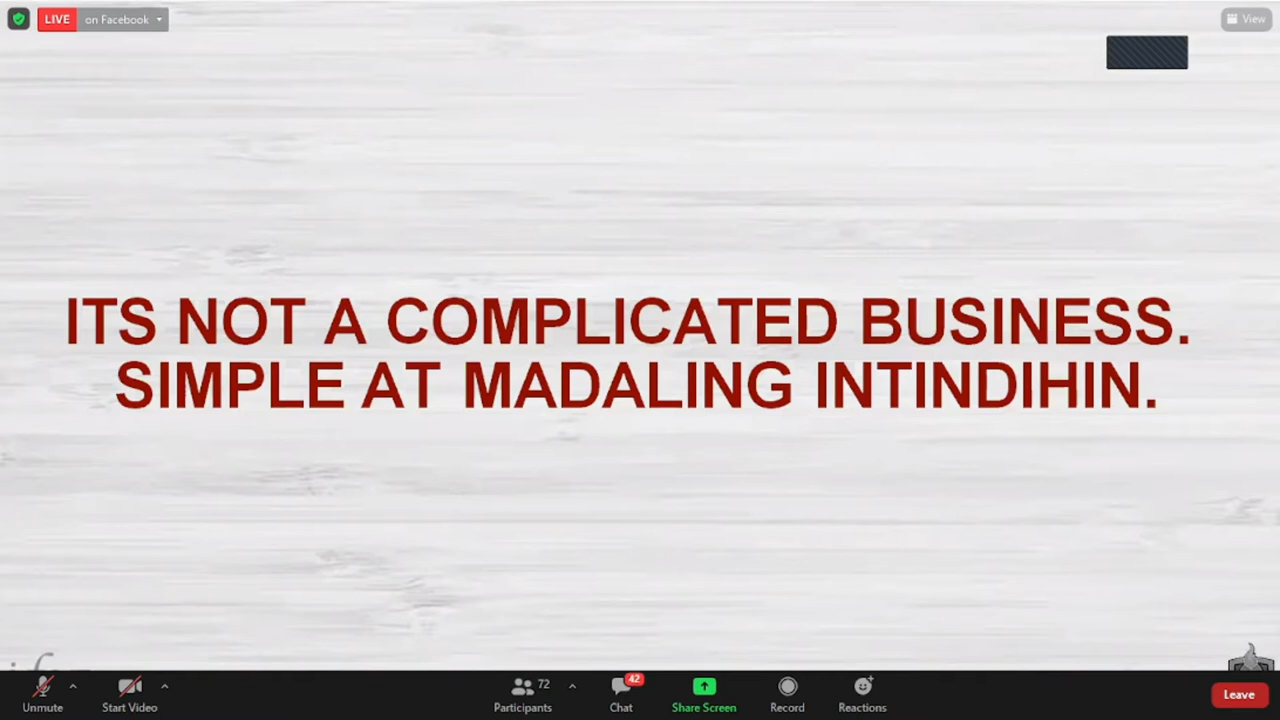 LIVE on Facebook
View
ITS NOT A COMPLICATED BUSINESS.
SIMPLE AT MADALING INTINDIHIN.
42
72
Unmute
Start Video
Participants
Chat
Share Screen
Record
Reactions
Leave